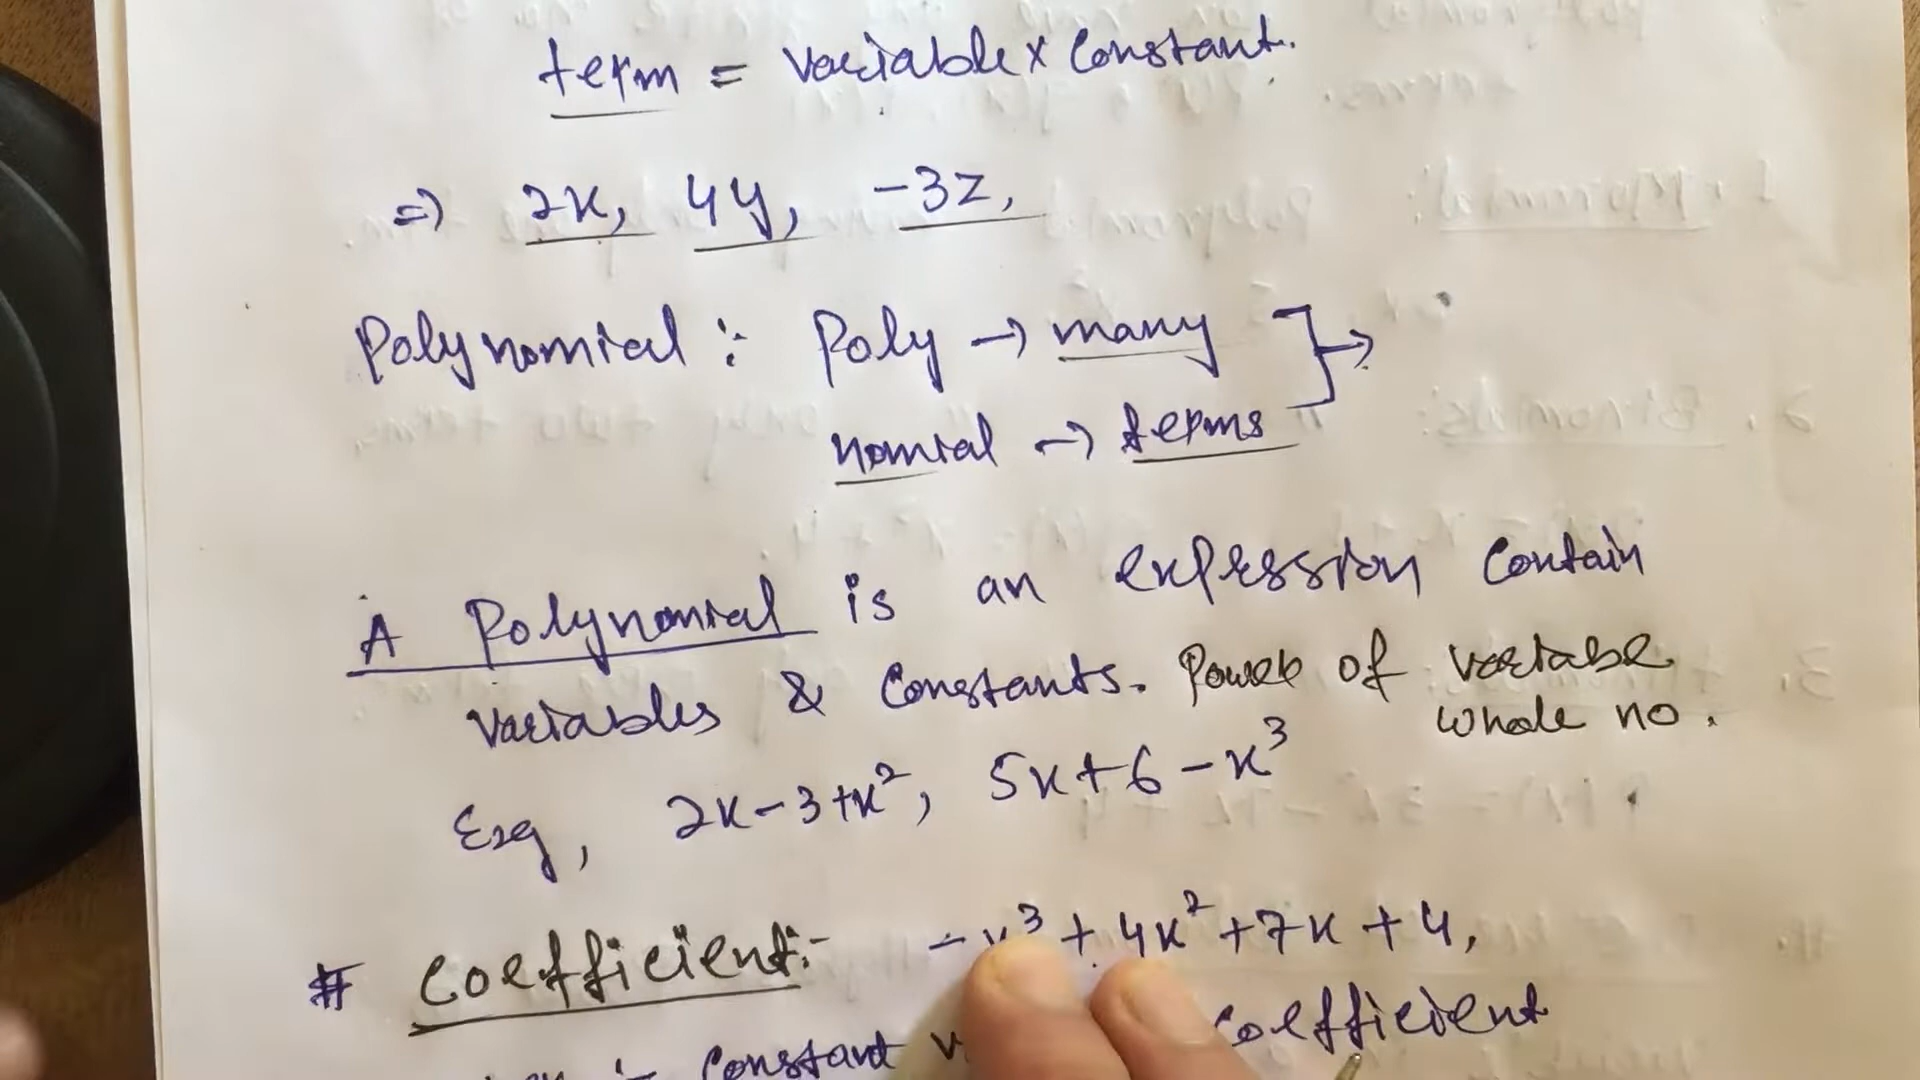 term = variable × Constant.
⇒ 2x, 4y, -3z,
Polynomial :- Poly → many
nomial → terms
A Polynomial is an expression contain
variables & Constants. Power of variable
whole no.
Eg, 2x-3+x², 5x+6-x³
# Coefficient:- -x³ + 4x² + 7x + 4,
constant coefficient